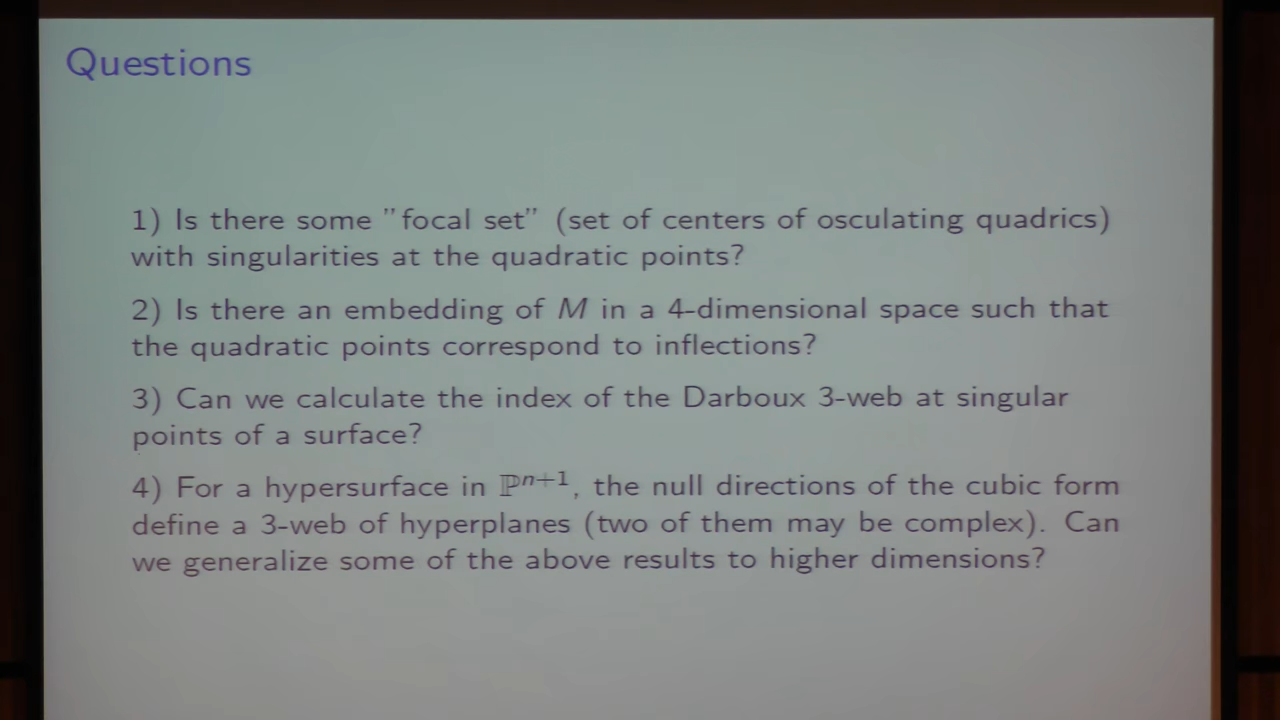 Questions
1) Is there some "focal set" (set of centers of osculating quadrics)
with singularities at the quadratic points?
2) Is there an embedding of M in a 4-dimensional space such that
the quadratic points correspond to inflections?
3) Can we calculate the index of the Darboux 3-web at singular
points of a surface?
4) For a hypersurface in ℙⁿ⁺¹, the null directions of the cubic form
define a 3-web of hyperplanes (two of them may be complex). Can
we generalize some of the above results to higher dimensions?